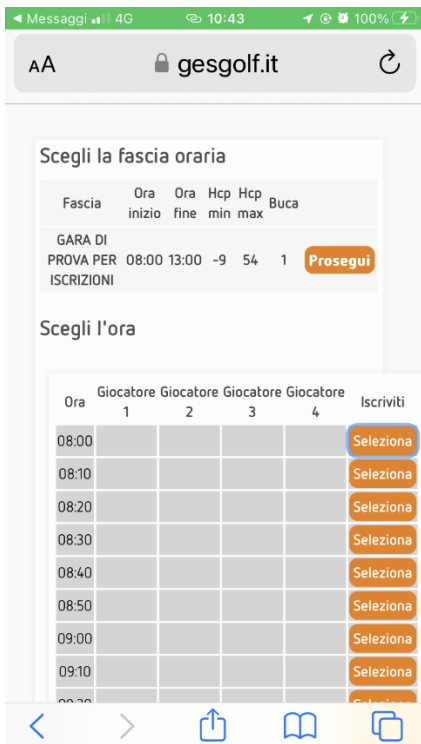 Messaggi 4G 10:43 100%
AA gesgolf.it
Scegli la fascia oraria
Fascia Ora inizio Ora fine Hcp min Hcp max Buca
GARA DI PROVA PER ISCRIZIONI 08:00 13:00 -9 54 1 Prosegui
Scegli l'ora
Ora Giocatore 1 Giocatore 2 Giocatore 3 Giocatore 4 Iscriviti
08:00 Seleziona
08:10 Seleziona
08:20 Seleziona
08:30 Seleziona
08:40 Seleziona
08:50 Seleziona
09:00 Seleziona
09:10 Seleziona